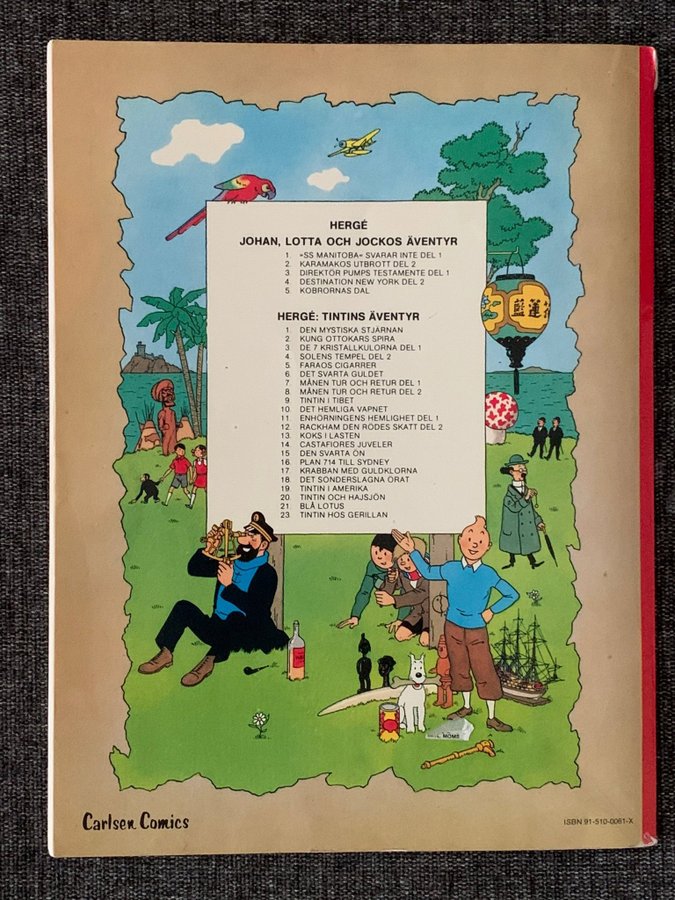 HERGÉ
JOHAN, LOTTA OCH JOCKOS ÄVENTYR
1. »SS MANITOBA» SVARAR INTE DEL 1
2. KARAMAKOS UTBROTT DEL 2
3. DIREKTÖR PUMPS TESTAMENTE DEL 1
4. DESTINATION NEW YORK DEL 2
5. KOBRORNAS DAL
HERGÉ: TINTINS ÄVENTYR
1. DEN MYSTISKA STJÄRNAN
2. KUNG OTTOKARS SPIRA
3. DE 7 KRISTALLKULORNA DEL 1
4. SOLENS TEMPEL DEL 2
5. FARAOS CIGARRER
6. DET SVARTA GULDET
7. MÅNEN TUR OCH RETUR DEL 1
8. MÅNEN TUR OCH RETUR DEL 2
9. TINTIN I TIBET
10. DET HEMLIGA VAPNET
11. ENHÖRNINGENS HEMLIGHET DEL 1
12. RACKHAM DEN RÖDES SKATT DEL 2
13. KOKS I LASTEN
14. CASTAFIORES JUVELER
15. DEN SVARTA ÖN
16. PLAN 714 TILL SYDNEY
17. KRABBAN MED GULDKLORNA
18. DET SÖNDERSLAGNA ÖRAT
19. TINTIN I AMERIKA
20. TINTIN OCH HAJSJÖN
21. BLÅ LOTUS
23. TINTIN HOS GERILLAN
藍蓮花
Carlsen Comics
ISBN 91-510-0061-X